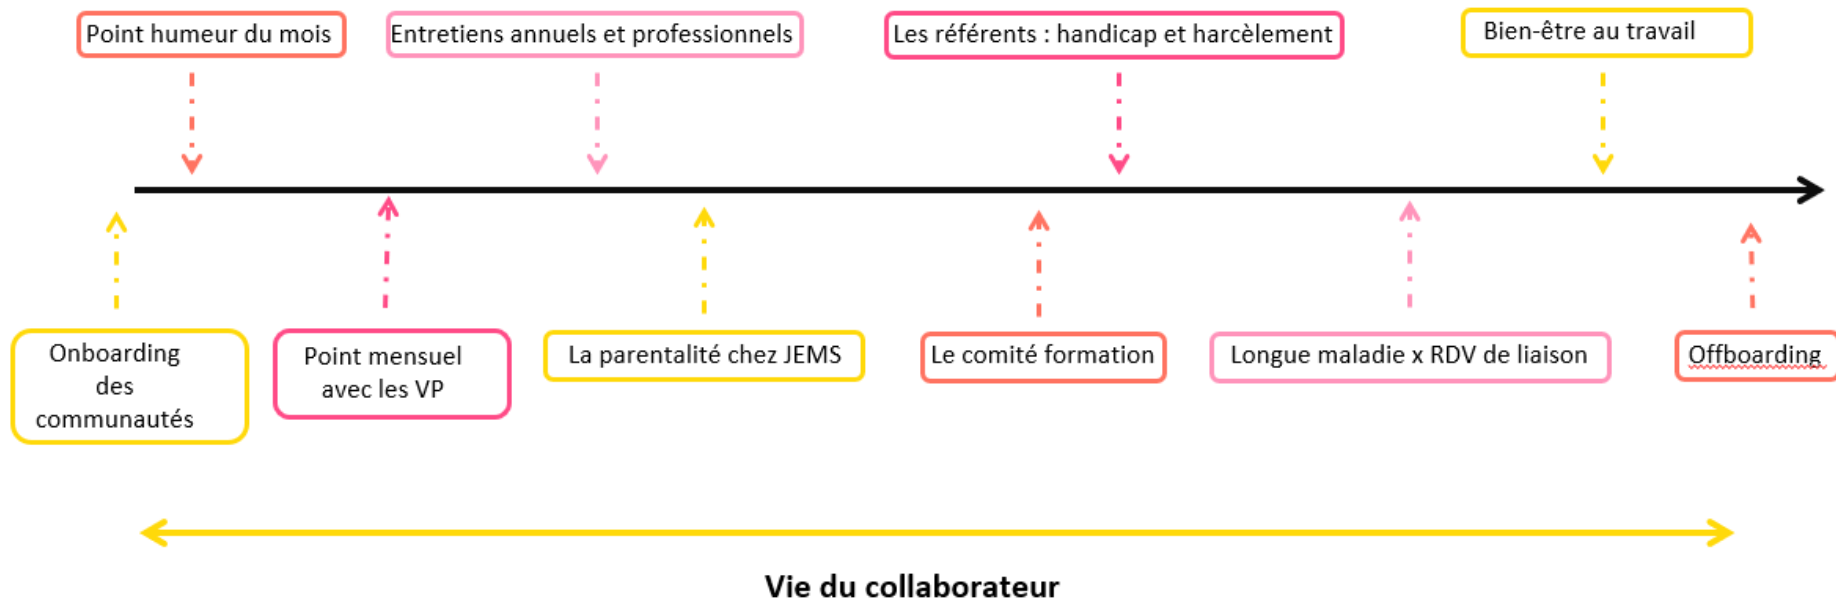 Point humeur du mois
Entretiens annuels et professionnels
Les référents : handicap et harcèlement
Bien-être au travail
Onboarding
des
communautés
Point mensuel
avec les VP
La parentalité chez JEMS
Le comité formation
Longue maladie x RDV de liaison
Offboarding
Vie du collaborateur